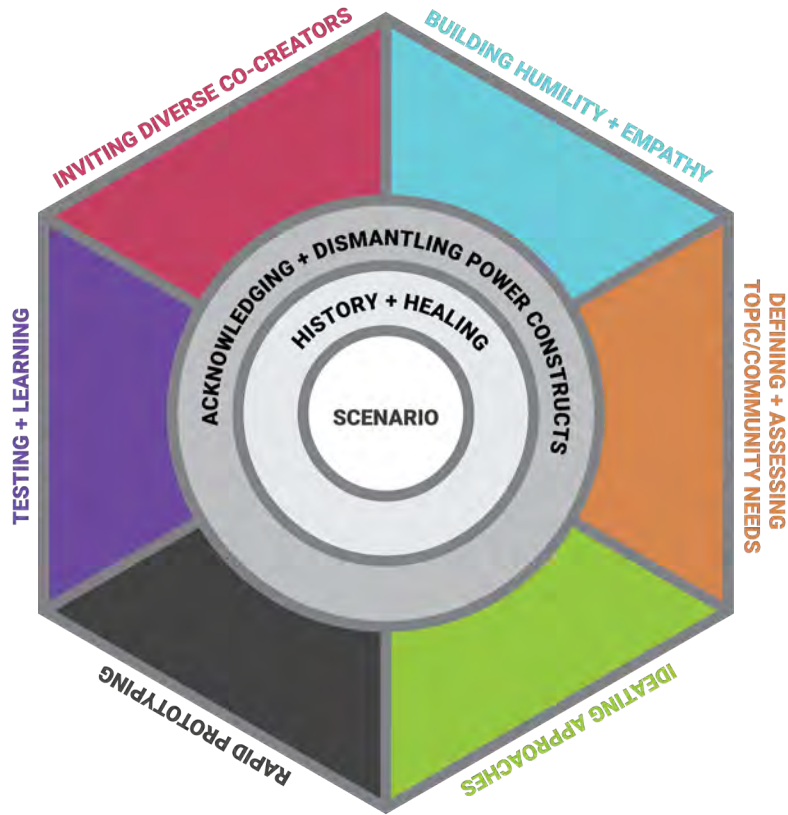 INVITING DIVERSE CO-CREATORS
BUILDING HUMILITY + EMPATHY
DEFINING + ASSESSING
TOPIC/COMMUNITY NEEDS
IDEATING APPROACHES
RAPID PROTOTYPING
TESTING + LEARNING
ACKNOWLEDGING + DISMANTLING POWER CONSTRUCTS
HISTORY + HEALING
SCENARIO